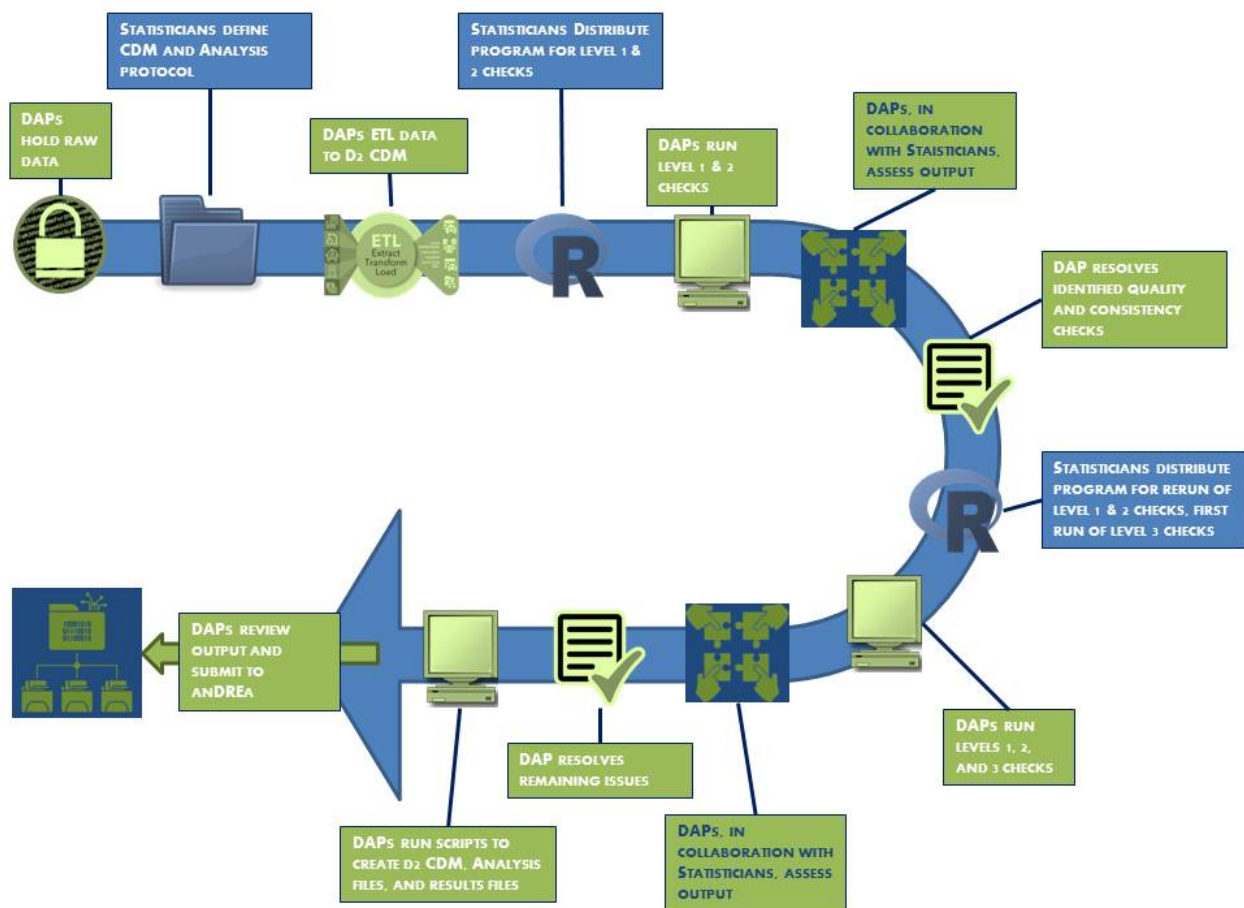 Statisticians define
CDM and Analysis
protocol
Statisticians Distribute
program for level 1 &
2 checks
DAPs
hold raw
data
DAPs ETL data
to D2 CDM
DAPs run
level 1 & 2
checks
DAPs, in
collaboration
with Staisticians,
assess output
ETL
Extract
Transform
Load
R
DAP resolves
identified quality
and consistency
checks
Statisticians distribute
program for rerun of
level 1 & 2 checks, first
run of level 3 checks
R
DAPs review
output and
submit to
anDREa
DAPs run
levels 1, 2,
and 3 checks
DAP resolves
remaining issues
DAPs run scripts to
create d2 CDM, Analysis
files, and results files
DAPs, in
collaboration with
Statisticians, assess
output